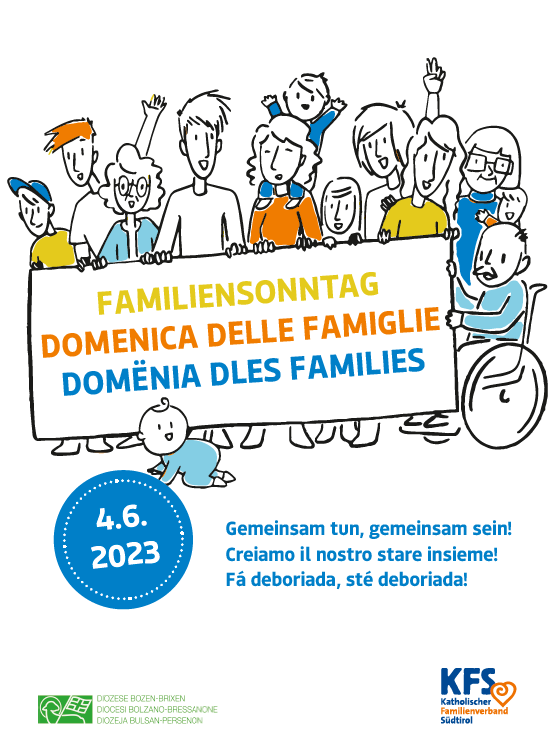 FAMILIENSONNTAG
DOMENICA DELLE FAMIGLIE
DOMËNIA DLES FAMILIES
4.6.
2023
Gemeinsam tun, gemeinsam sein!
Creiamo il nostro stare insieme!
Fá deboriada, sté deboriada!
DIOZESE BOZEN-BRIXEN
DIOCESI BOLZANO-BRESSANONE
DIOZEJA BULSAN-PERSENON
KFS
Katholischer
Familienverband
Südtirol